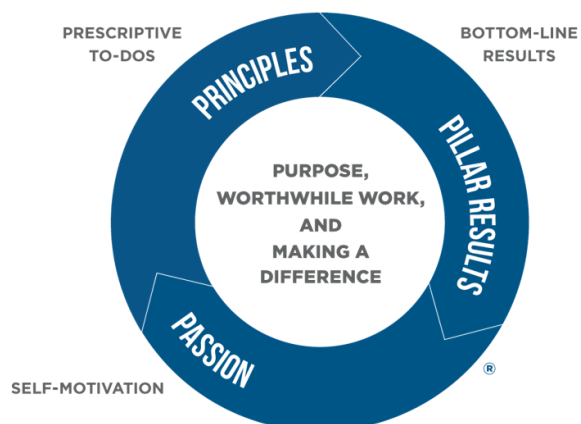 PRESCRIPTIVE
TO-DOS
BOTTOM-LINE
RESULTS
PRINCIPLES
PILLAR RESULTS
PURPOSE,
WORTHWHILE WORK,
AND
MAKING A
DIFFERENCE
PASSION
®
SELF-MOTIVATION